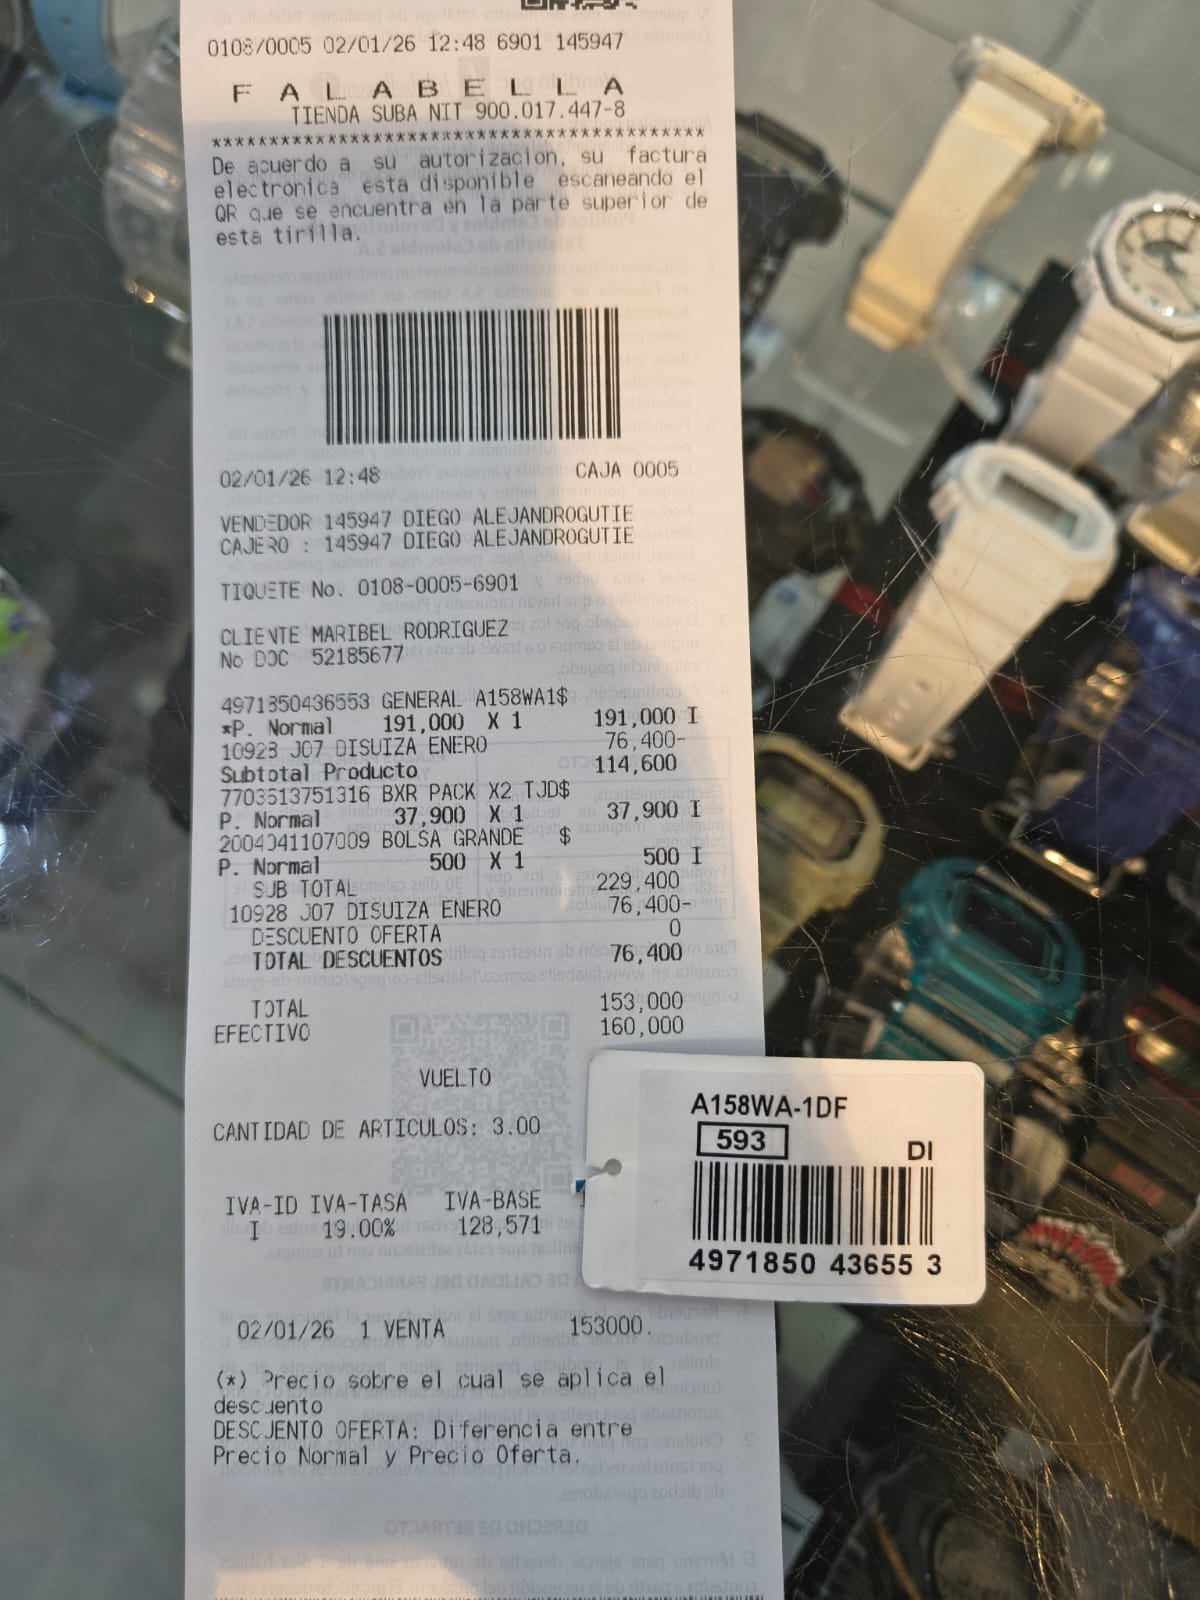 0108/0005 02/01/26 12:48 6901 145947
F A L A B E L L A
TIENDA SUBA NIT 900.017.447-8
******************************************
De acuerdo a su autorizacion, su factura
electronica esta disponible escaneando el
QR que se encuentra en la parte superior de
esta tirilla.
02/01/26 12:48 CAJA 0005
VENDEDOR 145947 DIEGO ALEJANDROGUTIE
CAJERO : 145947 DIEGO ALEJANDROGUTIE
TIQUETE No. 0108-0005-6901
CLIENTE MARIBEL RODRIGUEZ
No DOC 52185677
4971850436553 GENERAL A158WA1$
*P. Normal 191,000 X 1 191,000 I
10928 J07 DISUIZA ENERO 76,400-
Subtotal Producto 114,600
7703513751316 BXR PACK X2 TJD$
P. Normal 37,900 X 1 37,900 I
2004041107009 BOLSA GRANDE $
P. Normal 500 X 1 500 I
SUB TOTAL 229,400
10928 J07 DISUIZA ENERO 76,400-
DESCUENTO OFERTA 0
TOTAL DESCUENTOS 76,400
TOTAL 153,000
EFECTIVO 160,000
VUELTO
CANTIDAD DE ARTICULOS: 3.00
IVA-ID IVA-TASA IVA-BASE
I 19.00% 128,571
02/01/26 1 VENTA 153000.
(*) Precio sobre el cual se aplica el
descuento
DESCUENTO OFERTA: Diferencia entre
Precio Normal y Precio Oferta.
A158WA-1DF
593
DI
4971850 43655 3